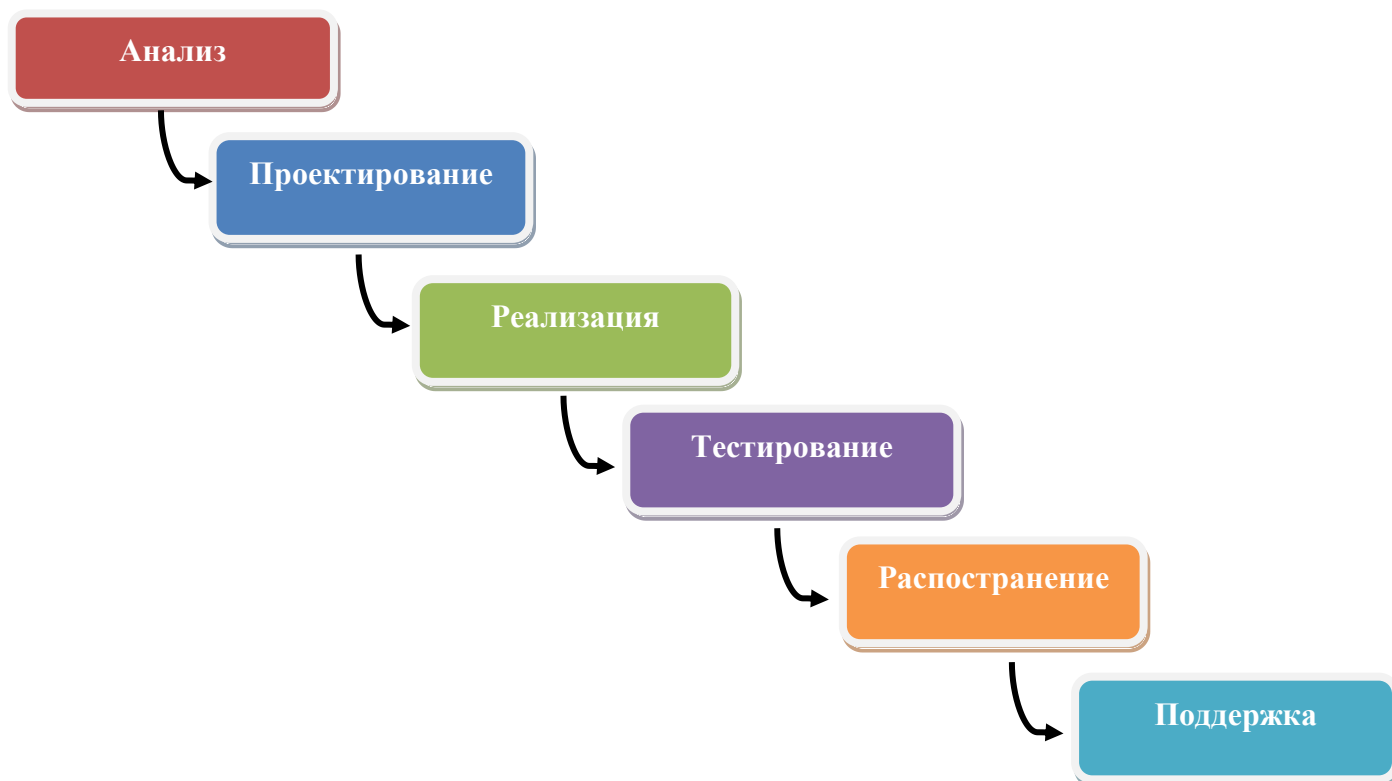 Анализ
Проектирование
Реализация
Тестирование
Распостранение
Поддержка